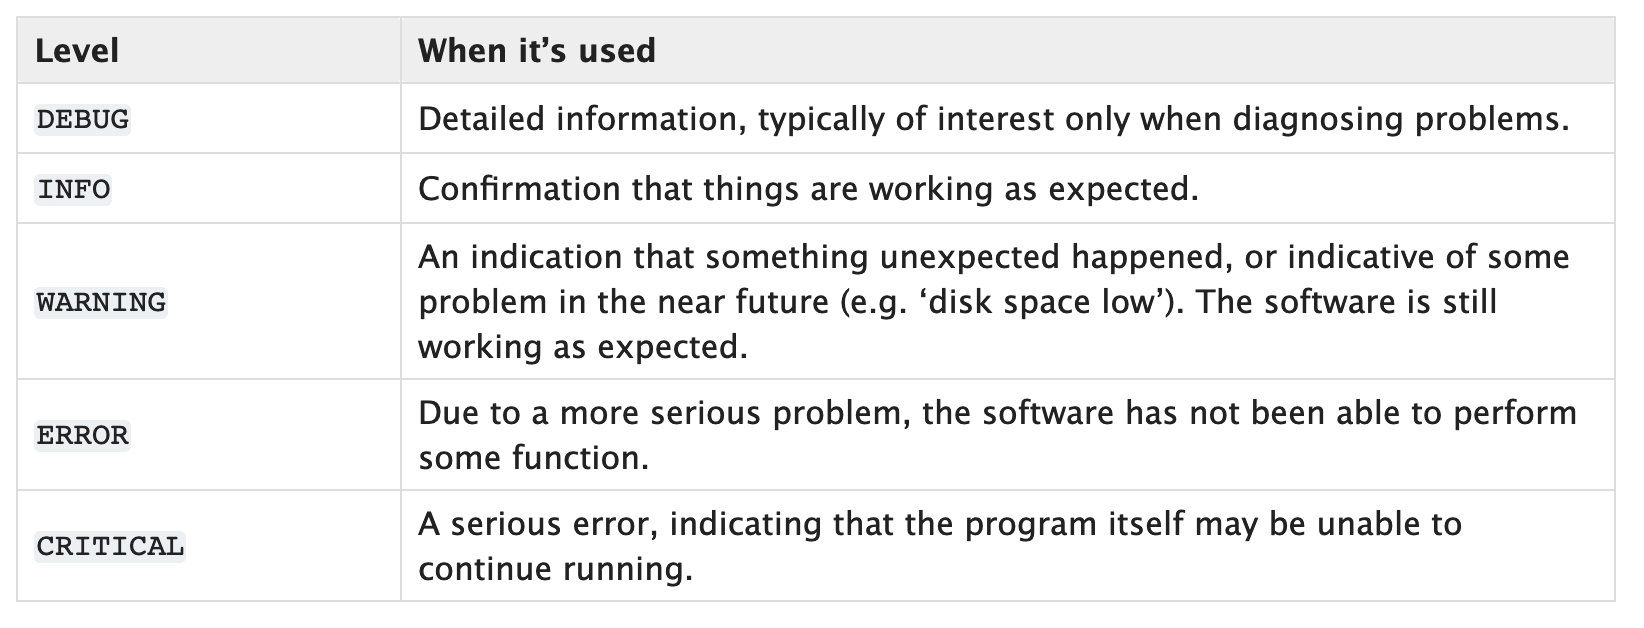 Level When it’s used
DEBUG Detailed information, typically of interest only when diagnosing problems.
INFO Confirmation that things are working as expected.
WARNING An indication that something unexpected happened, or indicative of some
problem in the near future (e.g. ‘disk space low’). The software is still
working as expected.
ERROR Due to a more serious problem, the software has not been able to perform
some function.
CRITICAL A serious error, indicating that the program itself may be unable to
continue running.